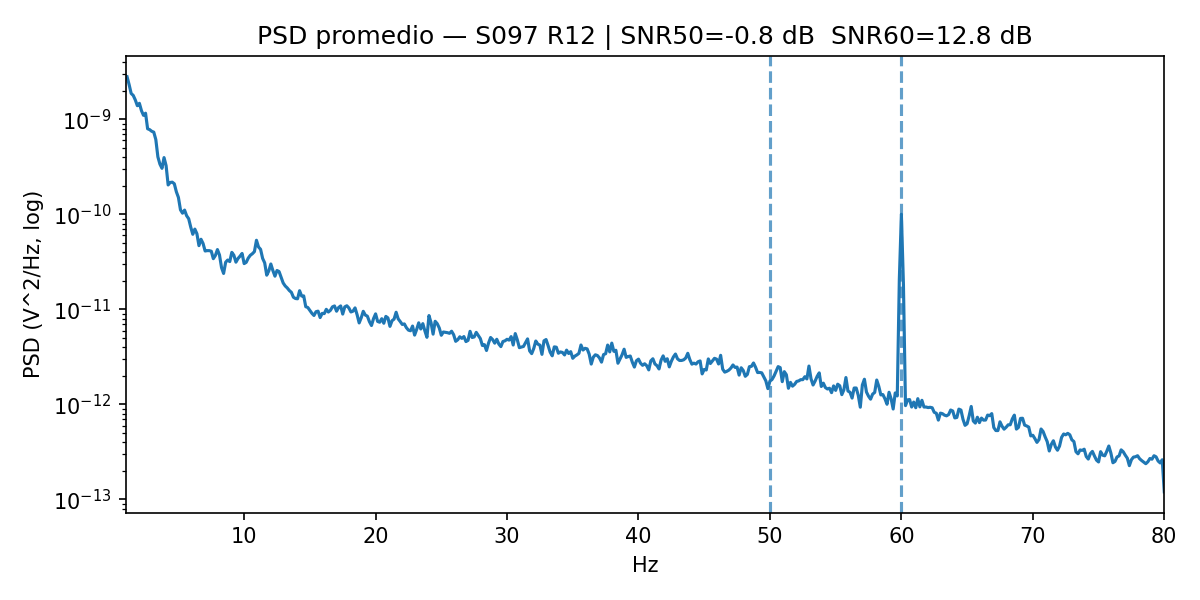 PSD promedio — S097 R12 | SNR50=-0.8 dB  SNR60=12.8 dB
PSD (V^2/Hz, log)
10⁻⁹
10⁻¹⁰
10⁻¹¹
10⁻¹²
10⁻¹³
10 20 30 40 50 60 70 80
Hz